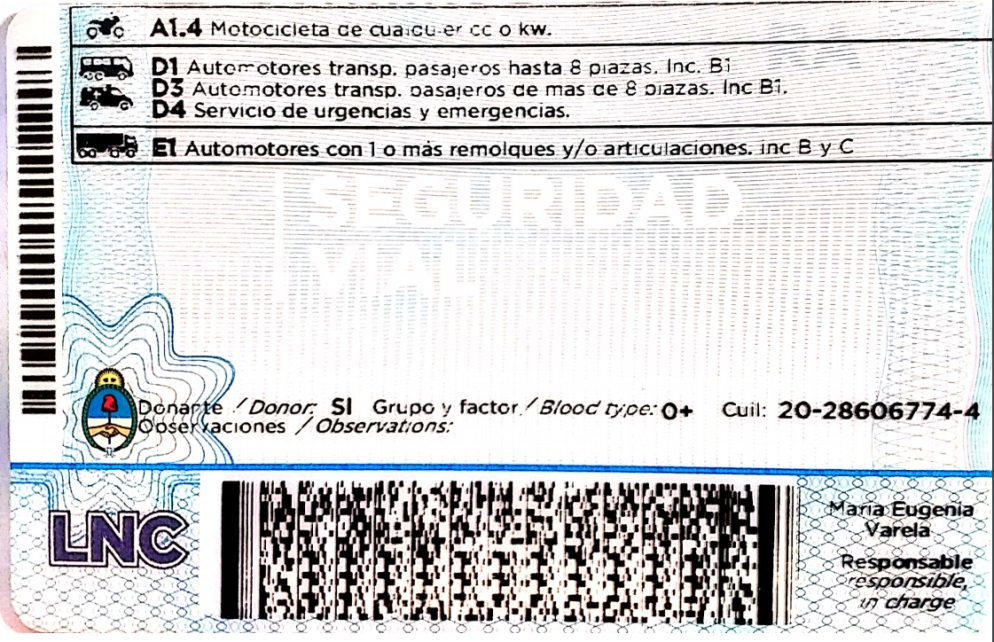 A1.4 Motocicleta de cualquier cc o kw.
D1 Automotores transp. pasajeros hasta 8 plazas. Inc. B1
D3 Automotores transp. pasajeros de mas de 8 plazas. Inc B1.
D4 Servicio de urgencias y emergencias.
E1 Automotores con 1 o más remolques y/o articulaciones. inc B y C
SEGURIDAD
VIAL
Donante / Donor: SI Grupo y factor / Blood type: O+ Cuil: 20-28606774-4
Observaciones / Observations:
LNC
María Eugenia
Varela
Responsable
responsible,
in charge